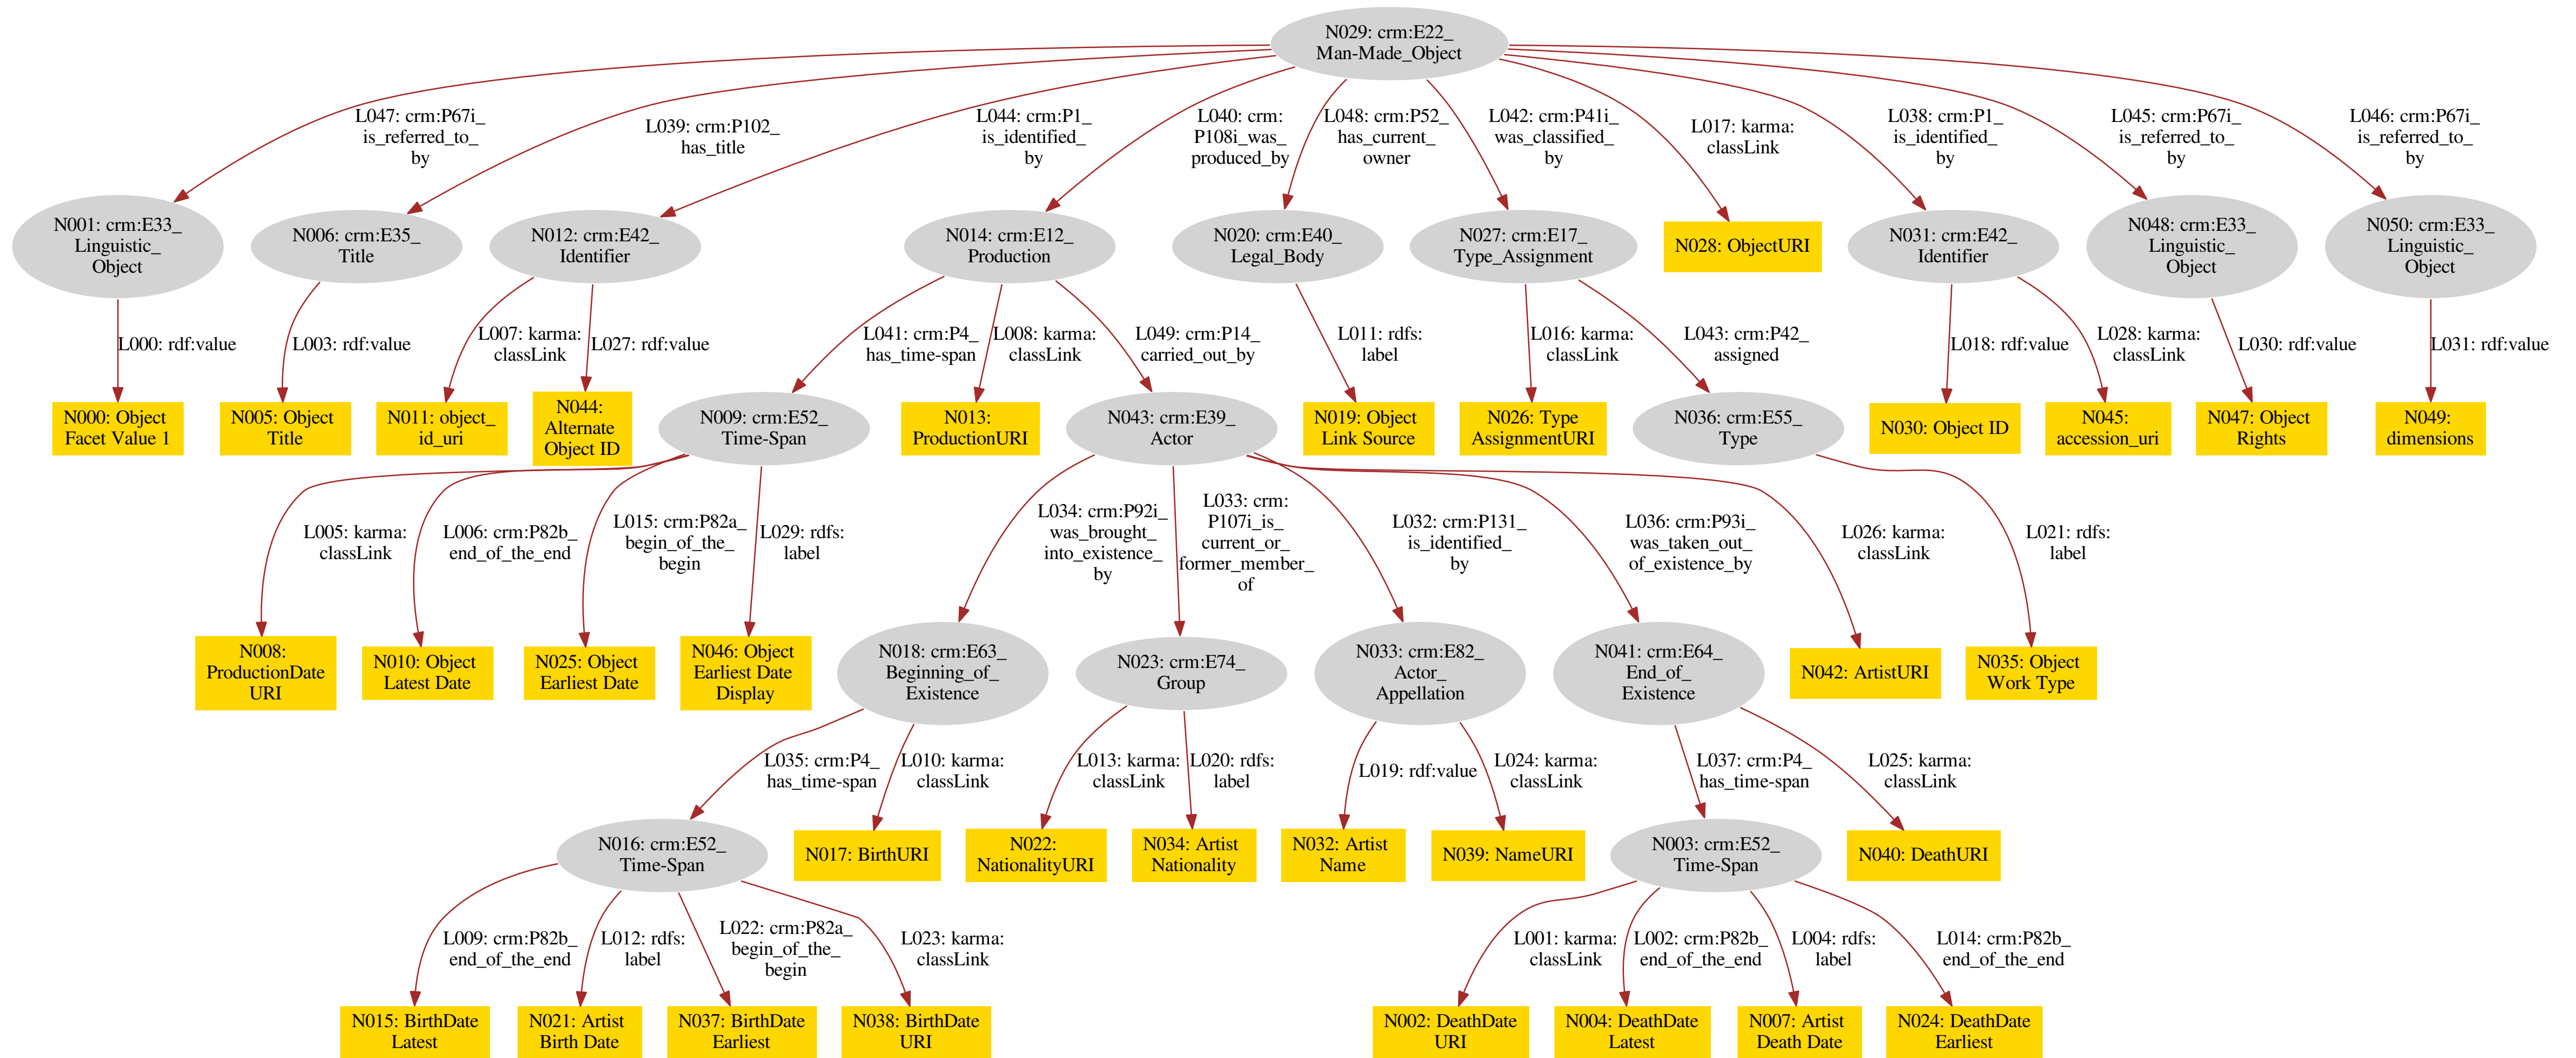 N029: crm:E22_
Man-Made_Object
L047: crm:P67i_
is_referred_to_
by
L039: crm:P102_
has_title
L044: crm:P1_
is_identified_
by
L040: crm:
P108i_was_
produced_by
L048: crm:P52_
has_current_
owner
L042: crm:P41i_
was_classified_
by
L017: karma:
classLink
L038: crm:P1_
is_identified_
by
L045: crm:P67i_
is_referred_to_
by
L046: crm:P67i_
is_referred_to_
by
N001: crm:E33_
Linguistic_
Object
N006: crm:E35_
Title
N012: crm:E42_
Identifier
N014: crm:E12_
Production
N020: crm:E40_
Legal_Body
N027: crm:E17_
Type_Assignment
N028: ObjectURI
N031: crm:E42_
Identifier
N048: crm:E33_
Linguistic_
Object
N050: crm:E33_
Linguistic_
Object
L000: rdf:value
L003: rdf:value
L007: karma:
classLink
L027: rdf:value
L041: crm:P4_
has_time-span
L008: karma:
classLink
L049: crm:P14_
carried_out_by
L011: rdfs:
label
L016: karma:
classLink
L043: crm:P42_
assigned
L018: rdf:value
L028: karma:
classLink
L030: rdf:value
L031: rdf:value
N000: Object
Facet Value 1
N005: Object
Title
N011: object_
id_uri
N044:
Alternate
Object ID
N009: crm:E52_
Time-Span
N013:
ProductionURI
N043: crm:E39_
Actor
N019: Object
Link Source
N026: Type
AssignmentURI
N036: crm:E55_
Type
N030: Object ID
N045:
accession_uri
N047: Object
Rights
N049:
dimensions
L005: karma:
classLink
L006: crm:P82b_
end_of_the_end
L015: crm:P82a_
begin_of_the_
begin
L029: rdfs:
label
L034: crm:P92i_
was_brought_
into_existence_
by
L033: crm:
P107i_is_
current_or_
former_member_
of
L032: crm:P131_
is_identified_
by
L036: crm:P93i_
was_taken_out_
of_existence_by
L026: karma:
classLink
L021: rdfs:
label
N008:
ProductionDate
URI
N010: Object
Latest Date
N025: Object
Earliest Date
N046: Object
Earliest Date
Display
N018: crm:E63_
Beginning_of_
Existence
N023: crm:E74_
Group
N033: crm:E82_
Actor_
Appellation
N041: crm:E64_
End_of_
Existence
N042: ArtistURI
N035: Object
Work Type
L035: crm:P4_
has_time-span
L010: karma:
classLink
L013: karma:
classLink
L020: rdfs:
label
L019: rdf:value
L024: karma:
classLink
L037: crm:P4_
has_time-span
L025: karma:
classLink
N016: crm:E52_
Time-Span
N017: BirthURI
N022:
NationalityURI
N034: Artist
Nationality
N032: Artist
Name
N039: NameURI
N003: crm:E52_
Time-Span
N040: DeathURI
L009: crm:P82b_
end_of_the_end
L012: rdfs:
label
L022: crm:P82a_
begin_of_the_
begin
L023: karma:
classLink
L001: karma:
classLink
L002: crm:P82b_
end_of_the_end
L004: rdfs:
label
L014: crm:P82b_
end_of_the_end
N015: BirthDate
Latest
N021: Artist
Birth Date
N037: BirthDate
Earliest
N038: BirthDate
URI
N002: DeathDate
URI
N004: DeathDate
Latest
N007: Artist
Death Date
N024: DeathDate
Earliest